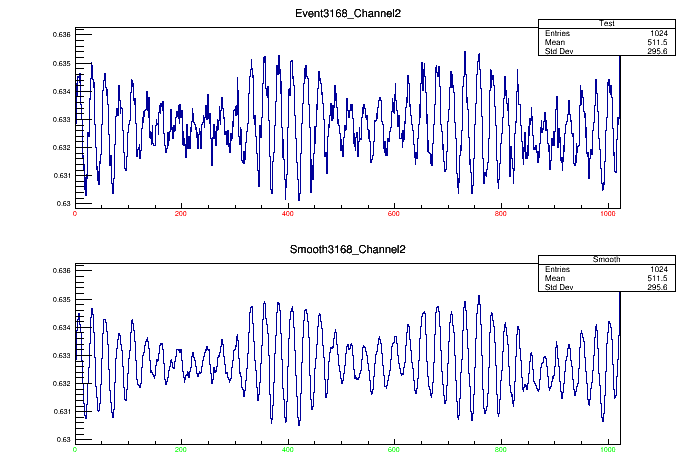 Event3168_Channel2
Test
Entries 1024
Mean 511.5
Std Dev 295.6
0.636
0.635
0.634
0.633
0.632
0.631
0.63
0 200 400 600 800 1000
Smooth3168_Channel2
Smooth
Entries 1024
Mean 511.5
Std Dev 295.6
0.636
0.635
0.634
0.633
0.632
0.631
0.63
0 200 400 600 800 1000